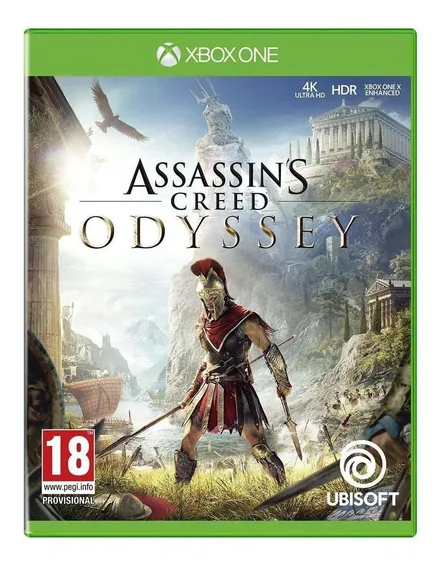 XBOX ONE
4K
ULTRA HD
HDR
XBOX ONE X
ENHANCED
ASSASSIN'S
CREED
ODYSSEY
18
www.pegi.info
PROVISIONAL
UBISOFT